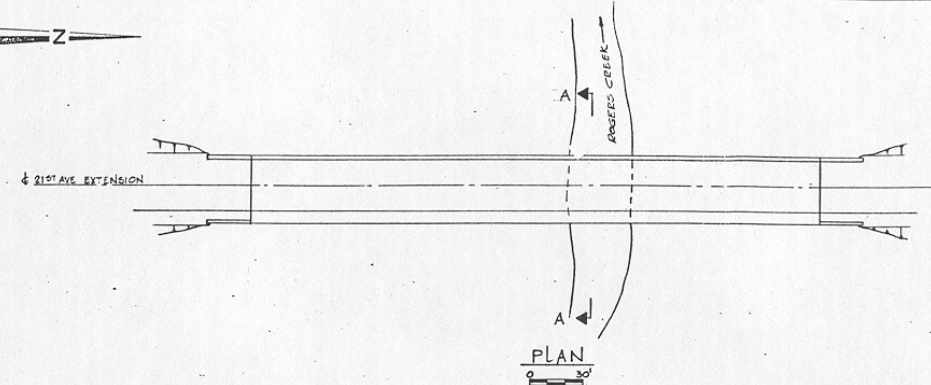 Z
A
ROGERS CREEK
℄ 21ST AVE EXTENSION
A
PLAN
0 30'